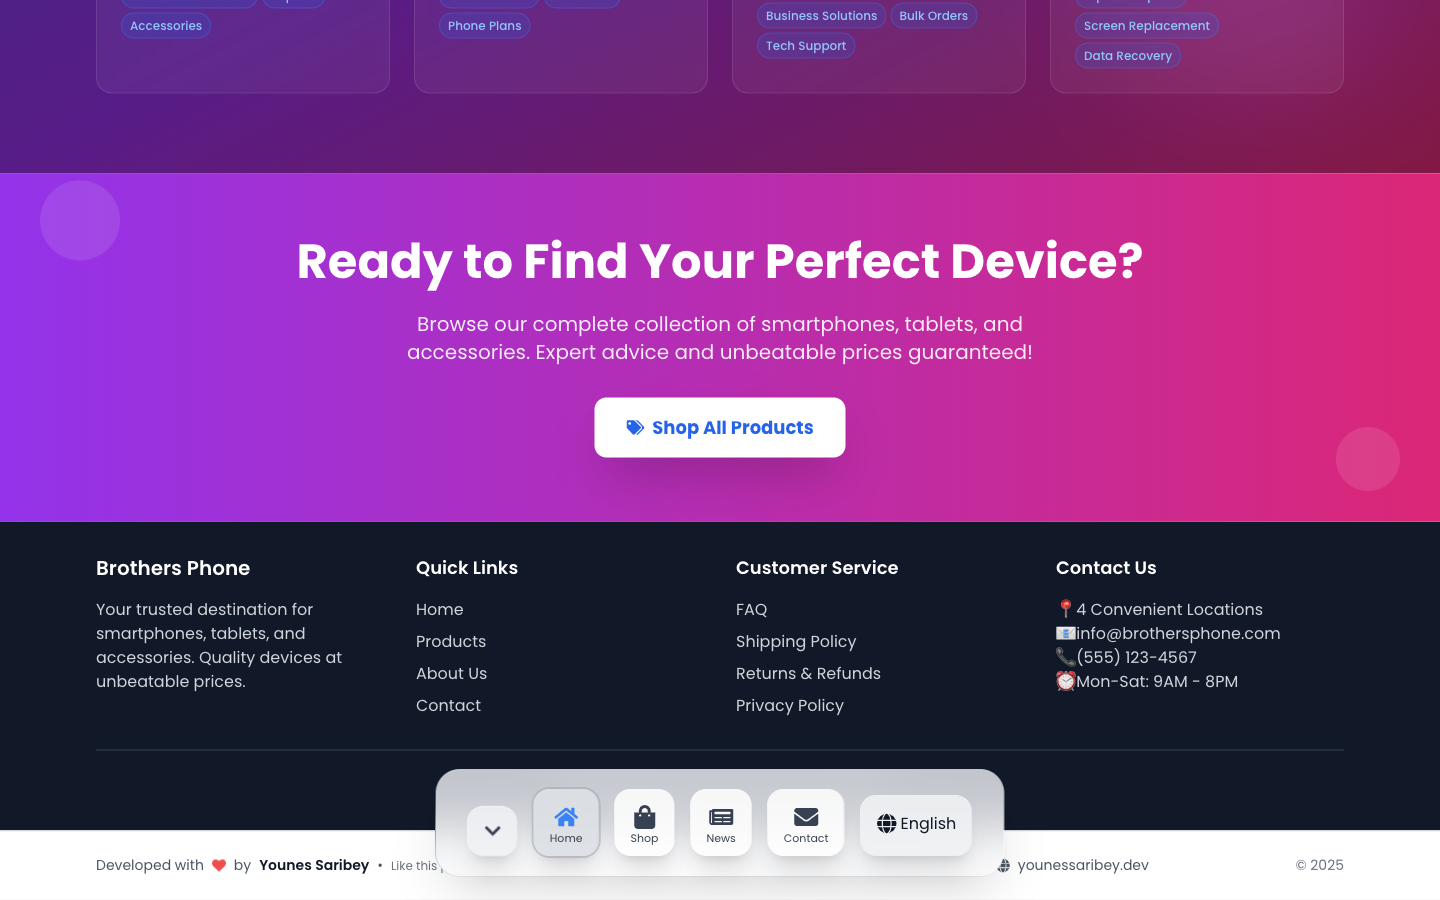 Accessories
Phone Plans
Business Solutions
Bulk Orders
Tech Support
Screen Replacement
Data Recovery
Ready to Find Your Perfect Device?
Browse our complete collection of smartphones, tablets, and
accessories. Expert advice and unbeatable prices guaranteed!
Shop All Products
Brothers Phone
Your trusted destination for
smartphones, tablets, and
accessories. Quality devices at
unbeatable prices.
Quick Links
Home
Products
About Us
Contact
Customer Service
FAQ
Shipping Policy
Returns & Refunds
Privacy Policy
Contact Us
📍4 Convenient Locations
📧info@brothersphone.com
📞(555) 123-4567
⏰Mon-Sat: 9AM - 8PM
Home
Shop
News
Contact
English
Developed with ❤ by Younes Saribey • Like this
younessaribey.dev
© 2025